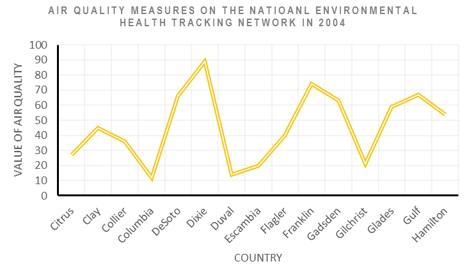 AIR QUALITY MEASURES ON THE NATIOANL ENVIRONMENTAL
HEALTH TRACKING NETWORK IN 2004
VALUE OF AIR QUALITY
100
90
80
70
60
50
40
30
20
10
0
Citrus
Clay
Collier
Columbia
DeSoto
Dixie
Duval
Escambia
Flagler
Franklin
Gadsden
Gilchrist
Glades
Gulf
Hamilton
COUNTRY